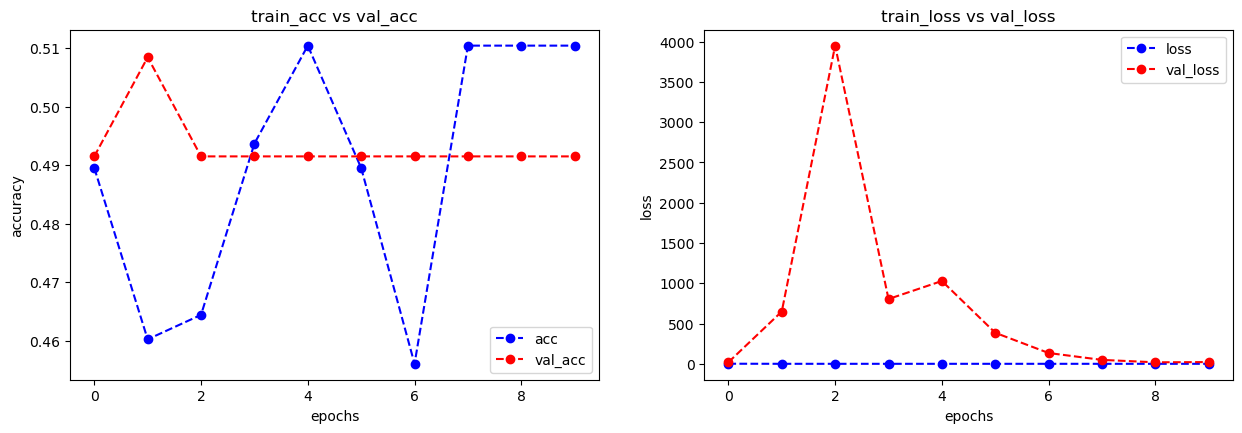 train_acc vs val_acc
accuracy
0.51
0.50
0.49
0.48
0.47
0.46
acc
val_acc
0 2 4 6 8
epochs
train_loss vs val_loss
loss
4000
3500
3000
2500
2000
1500
1000
500
0
loss
val_loss
0 2 4 6 8
epochs